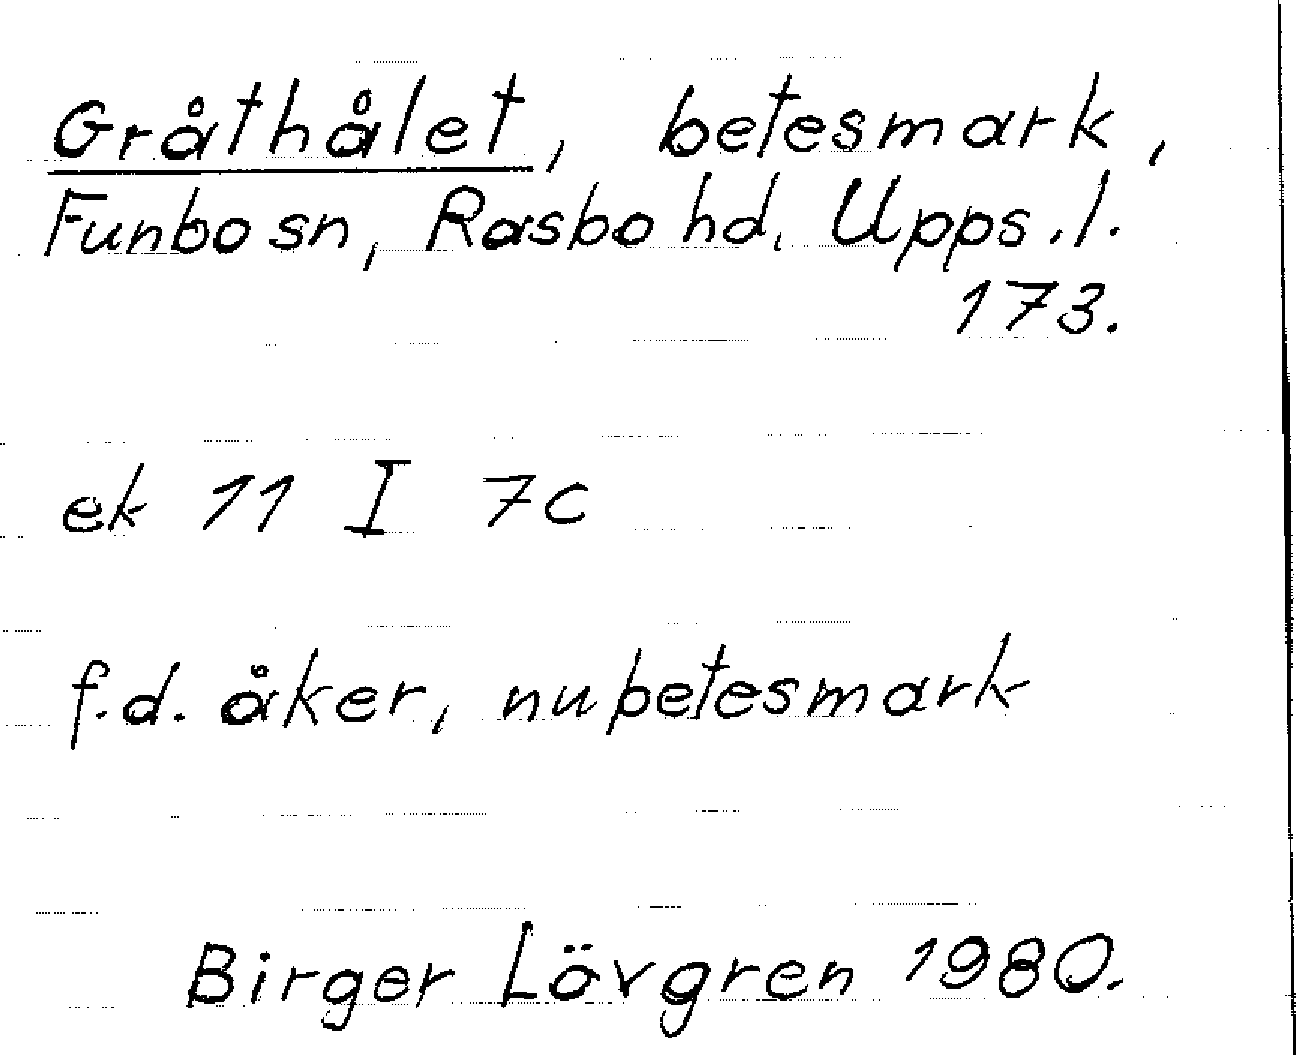 Gråthålet, betesmark,
Funbo sn, Rasbo hd, Upps.l.
173.
ek 11 I 7c
f.d. åker, nu betesmark
Birger Lövgren 1980.